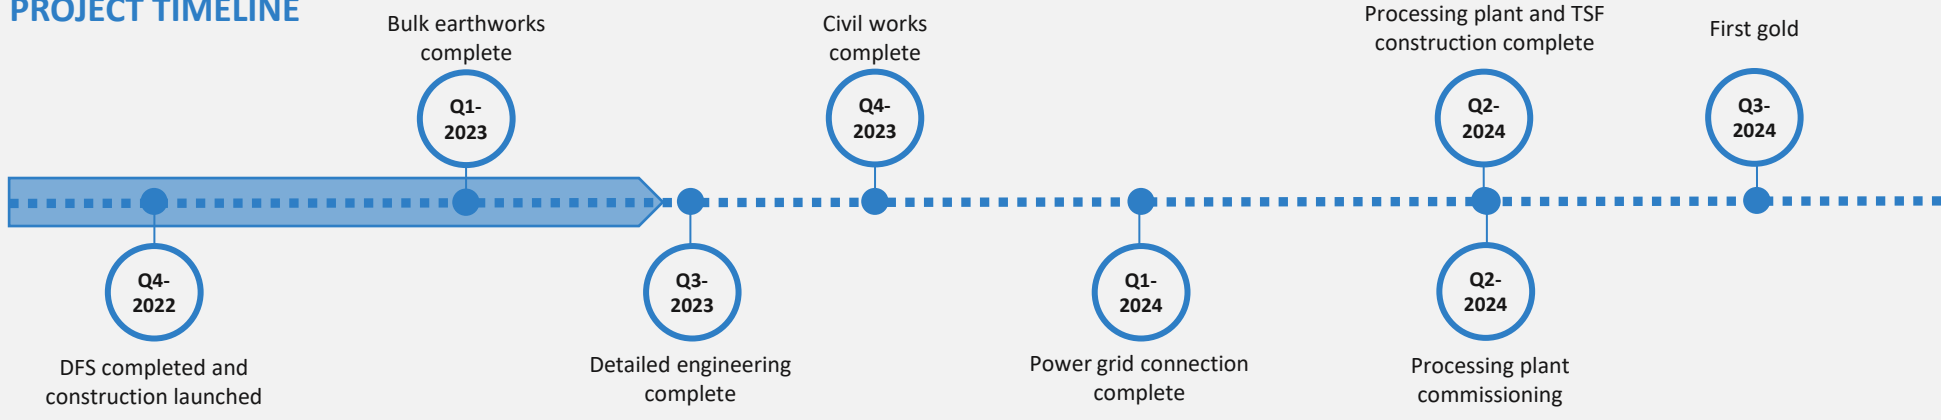 PROJECT TIMELINE
Bulk earthworks
complete
Q1-
2023
Civil works
complete
Q4-
2023
Processing plant and TSF
construction complete
Q2-
2024
First gold
Q3-
2024
Q4-
2022
DFS completed and
construction launched
Q3-
2023
Detailed engineering
complete
Q1-
2024
Power grid connection
complete
Q2-
2024
Processing plant
commissioning